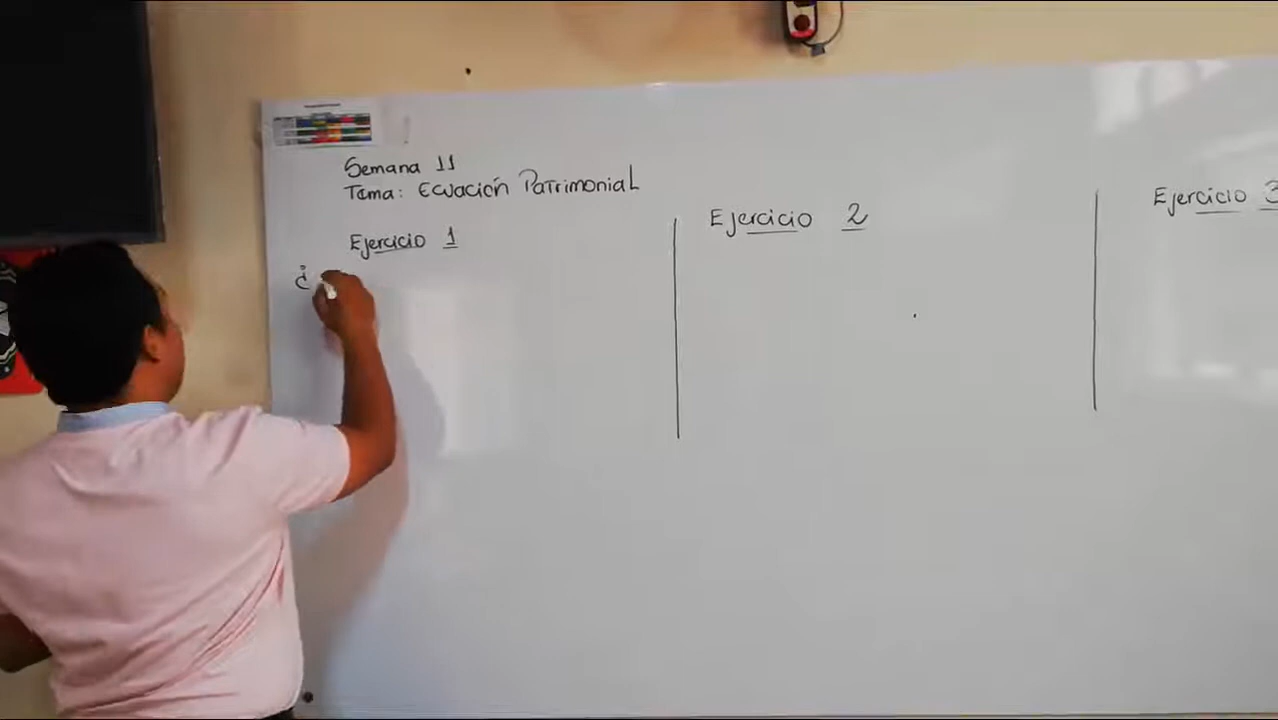 Semana 11
Tema: Ecuación Patrimonial
Ejercicio 1
¿
Ejercicio 2
Ejercicio 3